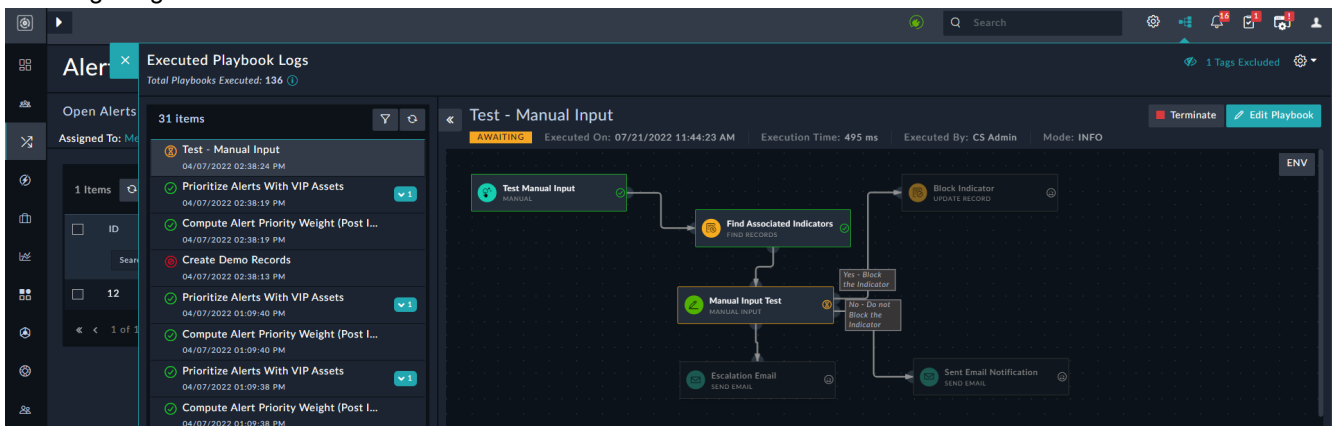 Search
16
1
!
Aler
×
Executed Playbook Logs
Total Playbooks Executed: 136
1 Tags Excluded
Open Alerts
Assigned To: Me
1 Items
ID
Sear
12
1 of 1
31 items
Test - Manual Input
04/07/2022 02:38:24 PM
Prioritize Alerts With VIP Assets
04/07/2022 02:38:19 PM
1
Compute Alert Priority Weight (Post I...
04/07/2022 02:38:19 PM
Create Demo Records
04/07/2022 02:38:13 PM
Prioritize Alerts With VIP Assets
04/07/2022 01:09:40 PM
1
Compute Alert Priority Weight (Post I...
04/07/2022 01:09:40 PM
Prioritize Alerts With VIP Assets
04/07/2022 01:09:38 PM
1
Compute Alert Priority Weight (Post I...
04/07/2022 01:09:38 PM
Test - Manual Input
AWAITING Executed On: 07/21/2022 11:44:23 AM Execution Time: 495 ms Executed By: CS Admin Mode: INFO
Terminate
Edit Playbook
ENV
Test Manual Input
MANUAL
Find Associated Indicators
FIND RECORDS
Block Indicator
UPDATE RECORD
Yes - Block
the Indicator
Manual Input Test
MANUAL INPUT
No - Do not
Block the
Indicator
Escalation Email
SEND EMAIL
Sent Email Notification
SEND EMAIL